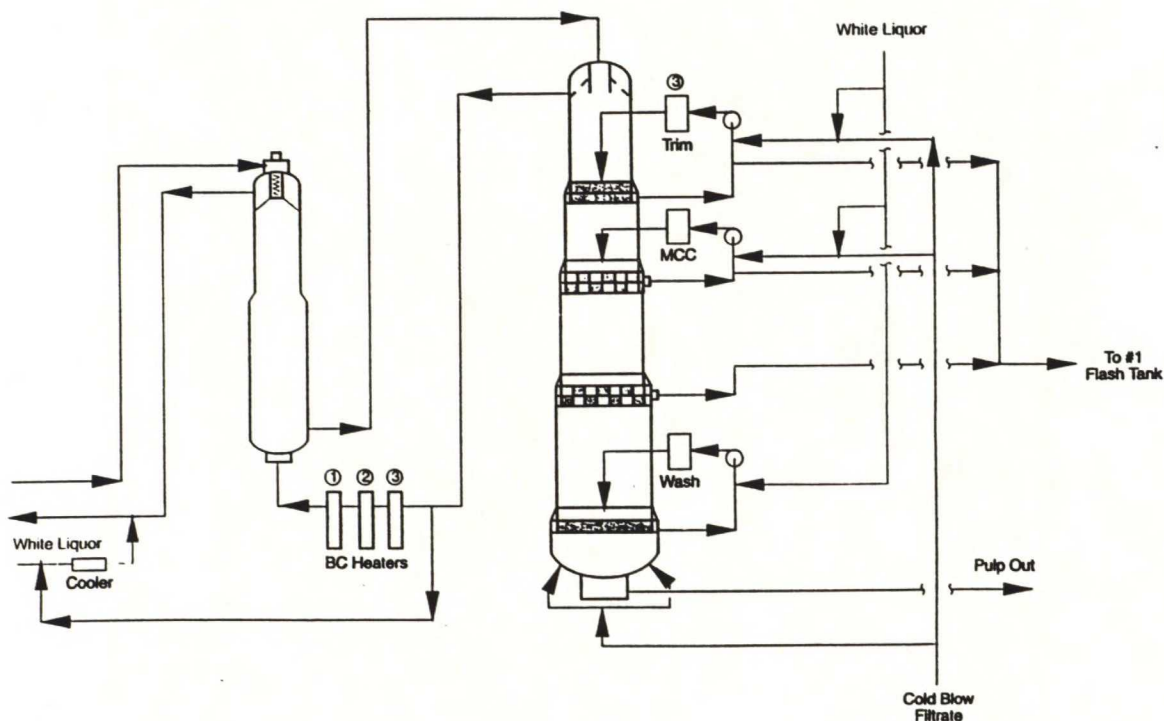 White Liquor
③
Trim
MCC
To #1
Flash Tank
Wash
① ② ③
White Liquor
BC Heaters
Cooler
Pulp Out
Cold Blow
Filtrate